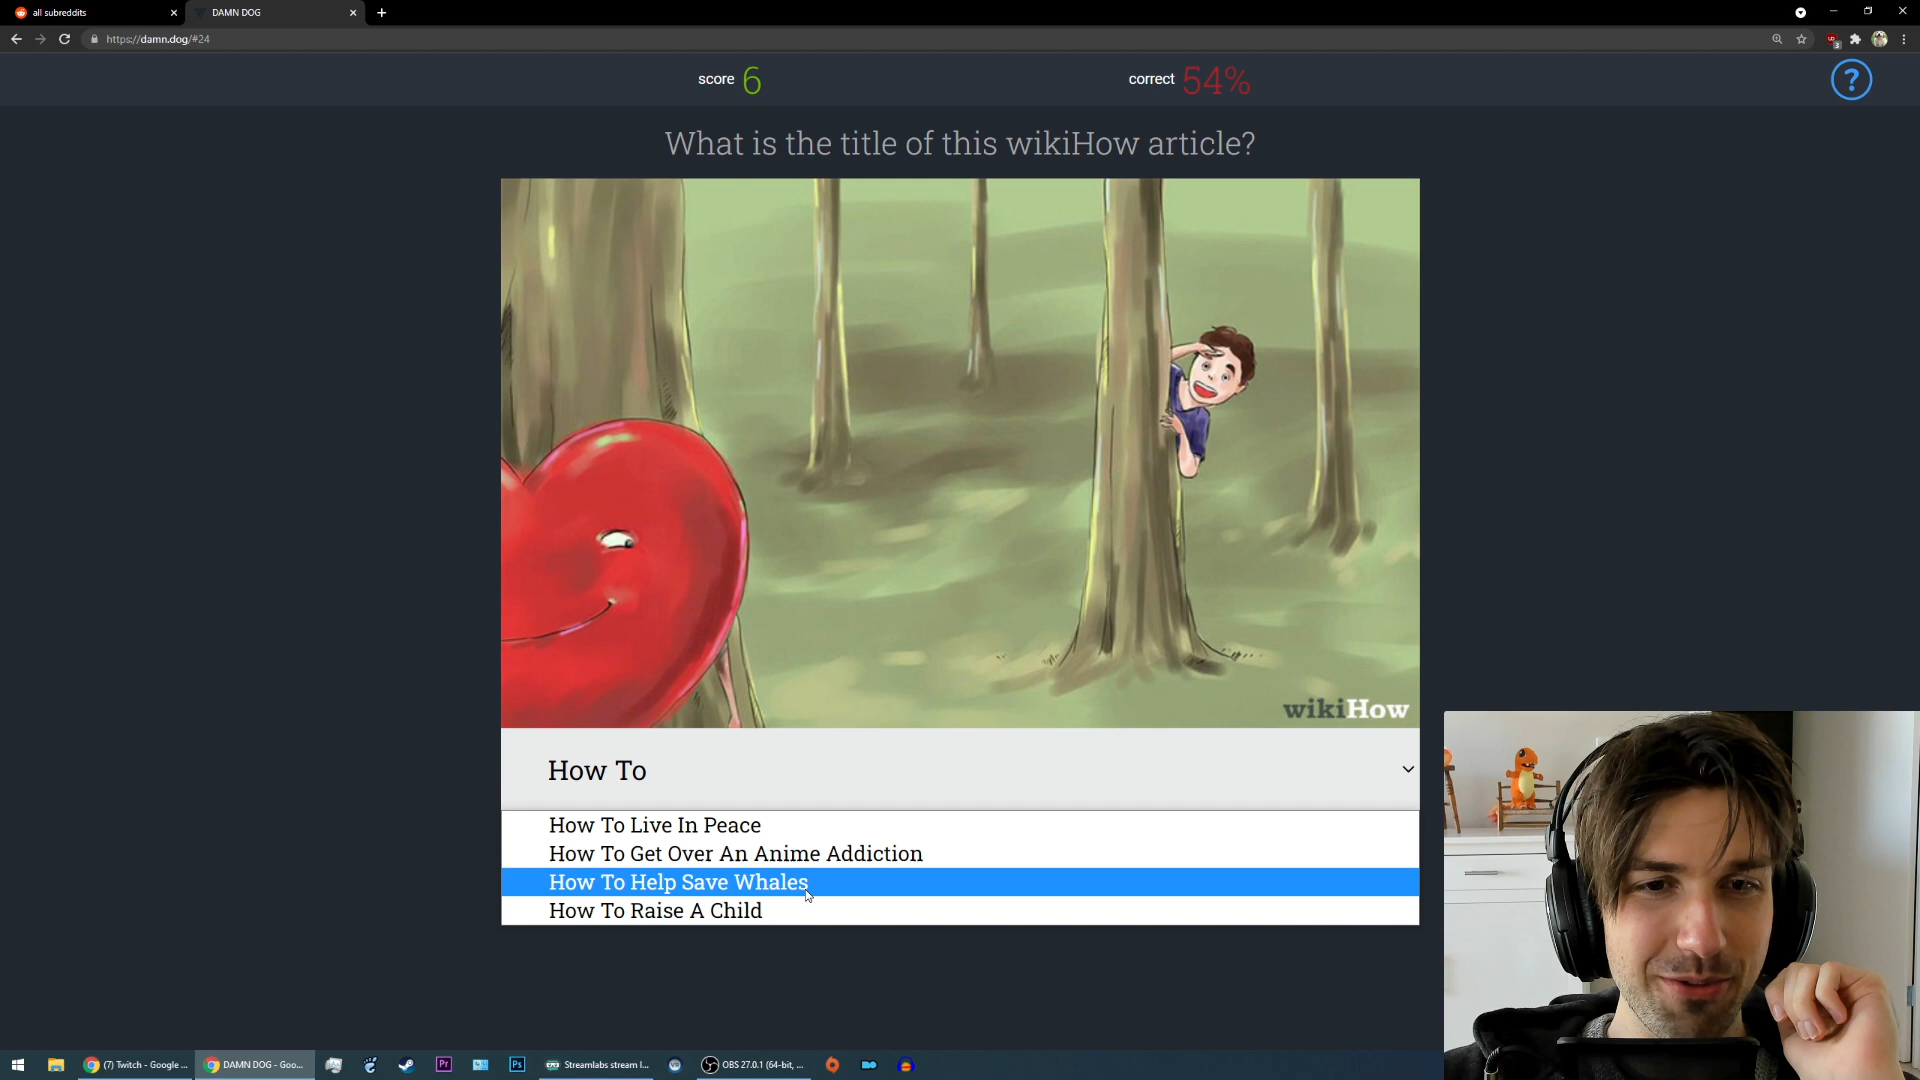 all subreddits
DAMN DOG
https://damn.dog/#24
3
score 6
correct 54%
?
What is the title of this wikiHow article?
wikiHow
How To
How To Live In Peace
How To Get Over An Anime Addiction
How To Help Save Whales
How To Raise A Child
(7) Twitch - Google ...
DAMN DOG - Goo...
Pr
Ps
Streamlabs stream l...
OBS 27.0.1 (64-bit, ...